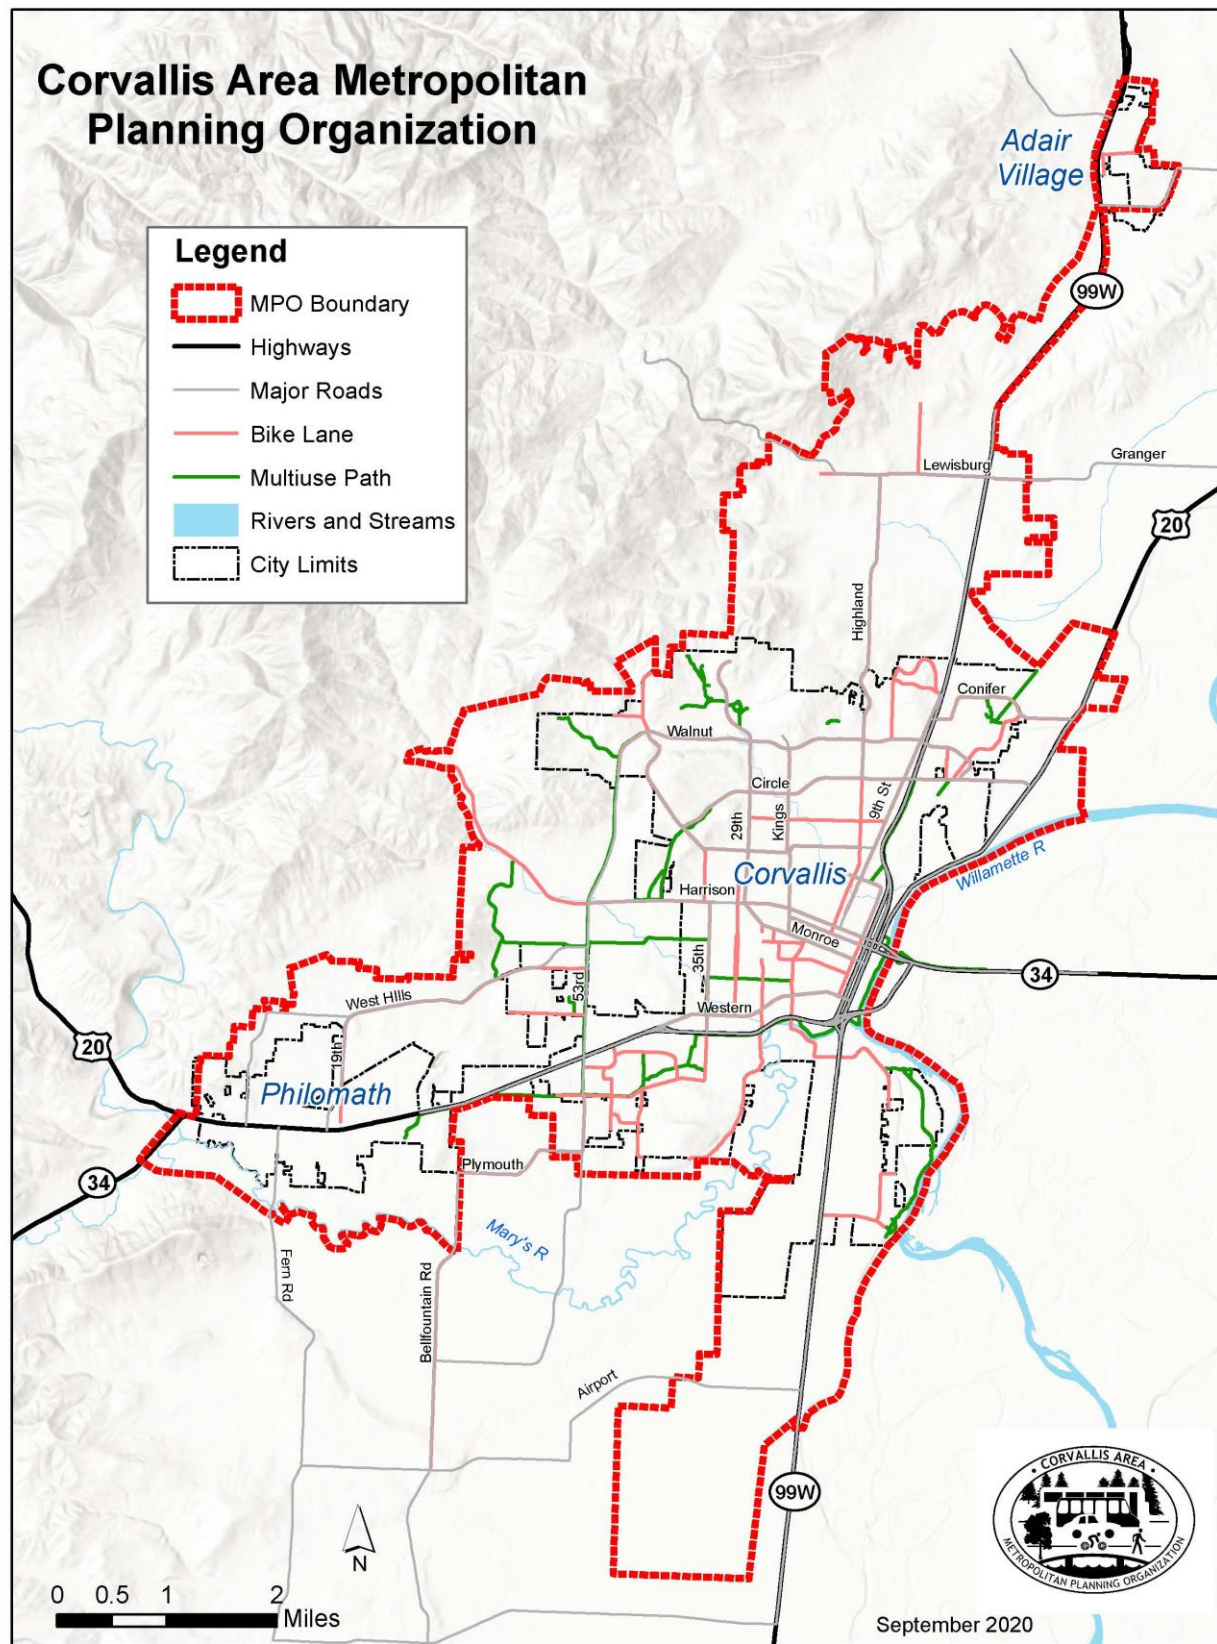 Corvallis Area Metropolitan
Planning Organization
Adair
Village
Legend
MPO Boundary
Highways
Major Roads
Bike Lane
Multiuse Path
Rivers and Streams
City Limits
99W
Lewisburg
Granger
20
Highland
Conifer
Walnut
Circle
9th St
29th
Kings
Corvallis
Willamette R
Harrison
Monroe
35th
53rd
34
West HIlls
Western
20
19th
Philomath
Plymouth
34
Mary's R
Fern Rd
Bellfountain Rd
Airport
99W
CORVALLIS AREA
METROPOLITAN PLANNING ORGANIZATION
N
0 0.5 1 2
Miles
September 2020